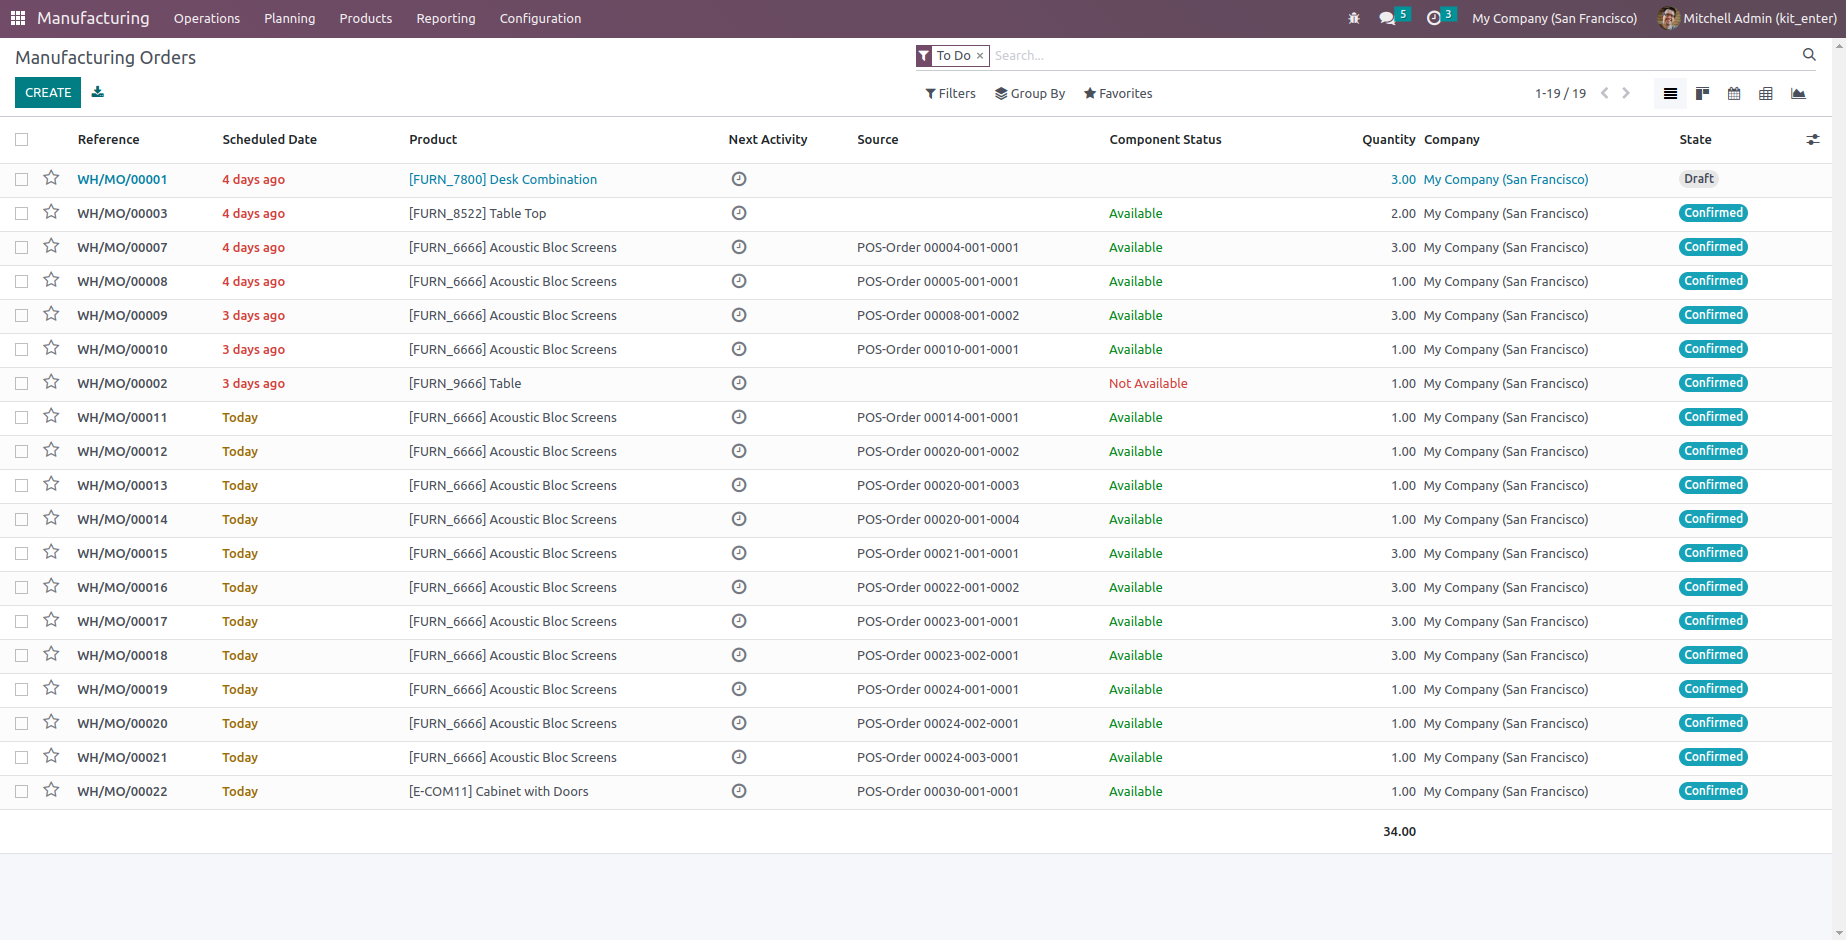 Manufacturing Operations Planning Products Reporting Configuration 5 3 My Company (San Francisco) Mitchell Admin (kit_enter)
Manufacturing Orders To Do × Search...
CREATE Filters Group By Favorites 1-19 / 19
Reference Scheduled Date Product Next Activity Source Component Status Quantity Company State
WH/MO/00001 4 days ago [FURN_7800] Desk Combination 3.00 My Company (San Francisco) Draft
WH/MO/00003 4 days ago [FURN_8522] Table Top Available 2.00 My Company (San Francisco) Confirmed
WH/MO/00007 4 days ago [FURN_6666] Acoustic Bloc Screens POS-Order 00004-001-0001 Available 3.00 My Company (San Francisco) Confirmed
WH/MO/00008 4 days ago [FURN_6666] Acoustic Bloc Screens POS-Order 00005-001-0001 Available 1.00 My Company (San Francisco) Confirmed
WH/MO/00009 3 days ago [FURN_6666] Acoustic Bloc Screens POS-Order 00008-001-0002 Available 3.00 My Company (San Francisco) Confirmed
WH/MO/00010 3 days ago [FURN_6666] Acoustic Bloc Screens POS-Order 00010-001-0001 Available 1.00 My Company (San Francisco) Confirmed
WH/MO/00002 3 days ago [FURN_9666] Table Not Available 1.00 My Company (San Francisco) Confirmed
WH/MO/00011 Today [FURN_6666] Acoustic Bloc Screens POS-Order 00014-001-0001 Available 1.00 My Company (San Francisco) Confirmed
WH/MO/00012 Today [FURN_6666] Acoustic Bloc Screens POS-Order 00020-001-0002 Available 1.00 My Company (San Francisco) Confirmed
WH/MO/00013 Today [FURN_6666] Acoustic Bloc Screens POS-Order 00020-001-0003 Available 1.00 My Company (San Francisco) Confirmed
WH/MO/00014 Today [FURN_6666] Acoustic Bloc Screens POS-Order 00020-001-0004 Available 1.00 My Company (San Francisco) Confirmed
WH/MO/00015 Today [FURN_6666] Acoustic Bloc Screens POS-Order 00021-001-0001 Available 3.00 My Company (San Francisco) Confirmed
WH/MO/00016 Today [FURN_6666] Acoustic Bloc Screens POS-Order 00022-001-0002 Available 3.00 My Company (San Francisco) Confirmed
WH/MO/00017 Today [FURN_6666] Acoustic Bloc Screens POS-Order 00023-001-0001 Available 3.00 My Company (San Francisco) Confirmed
WH/MO/00018 Today [FURN_6666] Acoustic Bloc Screens POS-Order 00023-002-0001 Available 3.00 My Company (San Francisco) Confirmed
WH/MO/00019 Today [FURN_6666] Acoustic Bloc Screens POS-Order 00024-001-0001 Available 1.00 My Company (San Francisco) Confirmed
WH/MO/00020 Today [FURN_6666] Acoustic Bloc Screens POS-Order 00024-002-0001 Available 1.00 My Company (San Francisco) Confirmed
WH/MO/00021 Today [FURN_6666] Acoustic Bloc Screens POS-Order 00024-003-0001 Available 1.00 My Company (San Francisco) Confirmed
WH/MO/00022 Today [E-COM11] Cabinet with Doors POS-Order 00030-001-0001 Available 1.00 My Company (San Francisco) Confirmed
34.00